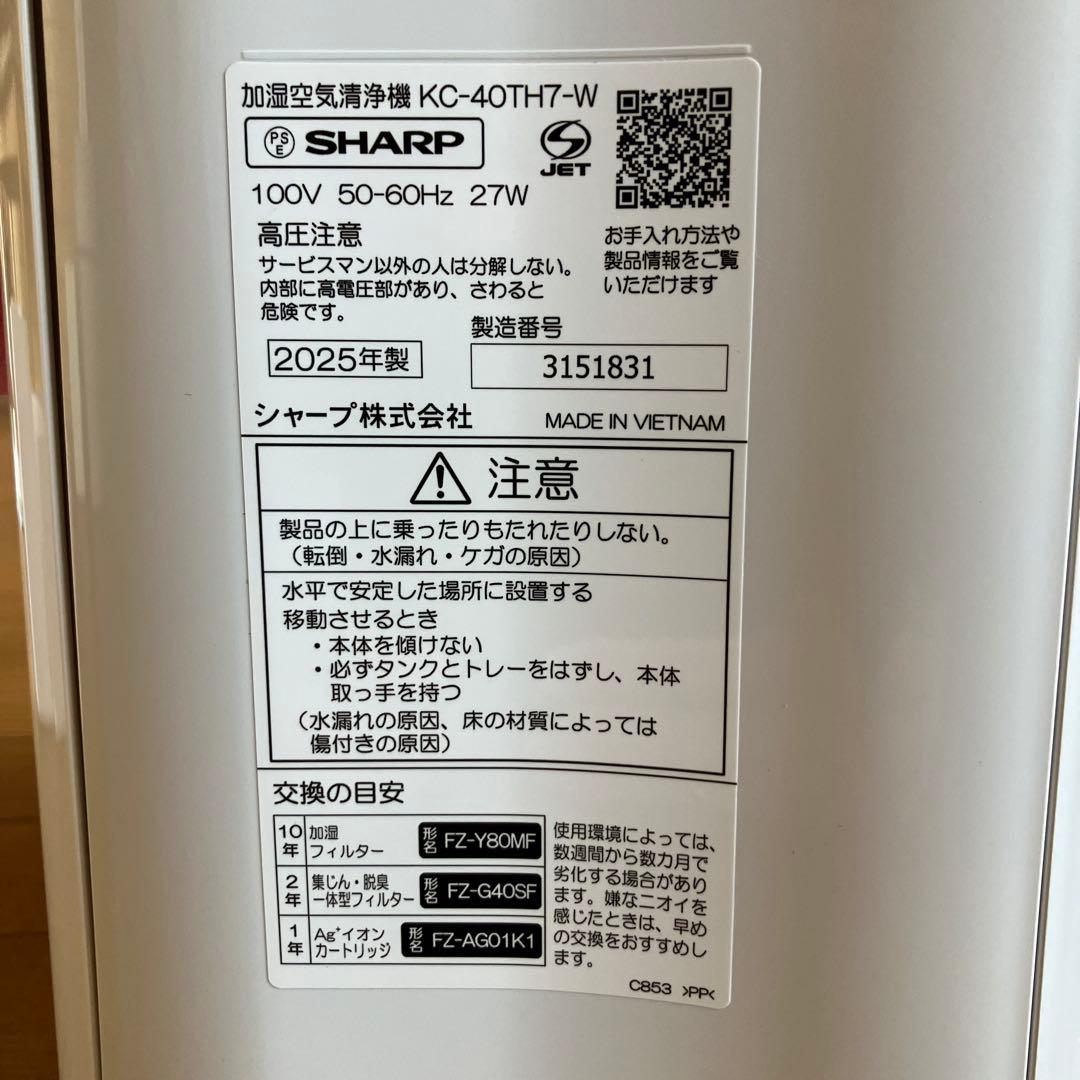 加湿空気清浄機 KC-40TH7-W
PSE SHARP
JET
100V 50-60Hz 27W
高圧注意
サービスマン以外の人は分解しない。
内部に高電圧部があり、さわると
危険です。
お手入れ方法や
製品情報をご覧
いただけます
製造番号
2025年製
3151831
シャープ株式会社
MADE IN VIETNAM
注意
製品の上に乗ったりもたれたりしない。
(転倒・水漏れ・ケガの原因)
水平で安定した場所に設置する
移動させるとき
・本体を傾けない
・必ずタンクとトレーをはずし、本体
取っ手を持つ
(水漏れの原因、床の材質によっては
傷付きの原因)
交換の目安
10年 加湿フィルター 形名 FZ-Y80MF
2年 集じん・脱臭一体型フィルター 形名 FZ-G40SF
1年 Ag⁺イオンカートリッジ 形名 FZ-AG01K1
使用環境によっては、
数週間から数カ月で
劣化する場合があり
ます。嫌なニオイを
感じたときは、早め
の交換をおすすめし
ます。
C853 >PP<